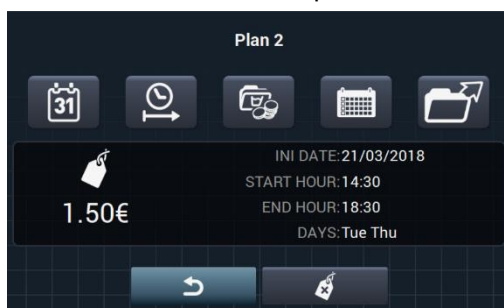 Plan 2
31
INI DATE:21/03/2018
START HOUR:14:30
1.50€
END HOUR:18:30
DAYS:Tue Thu